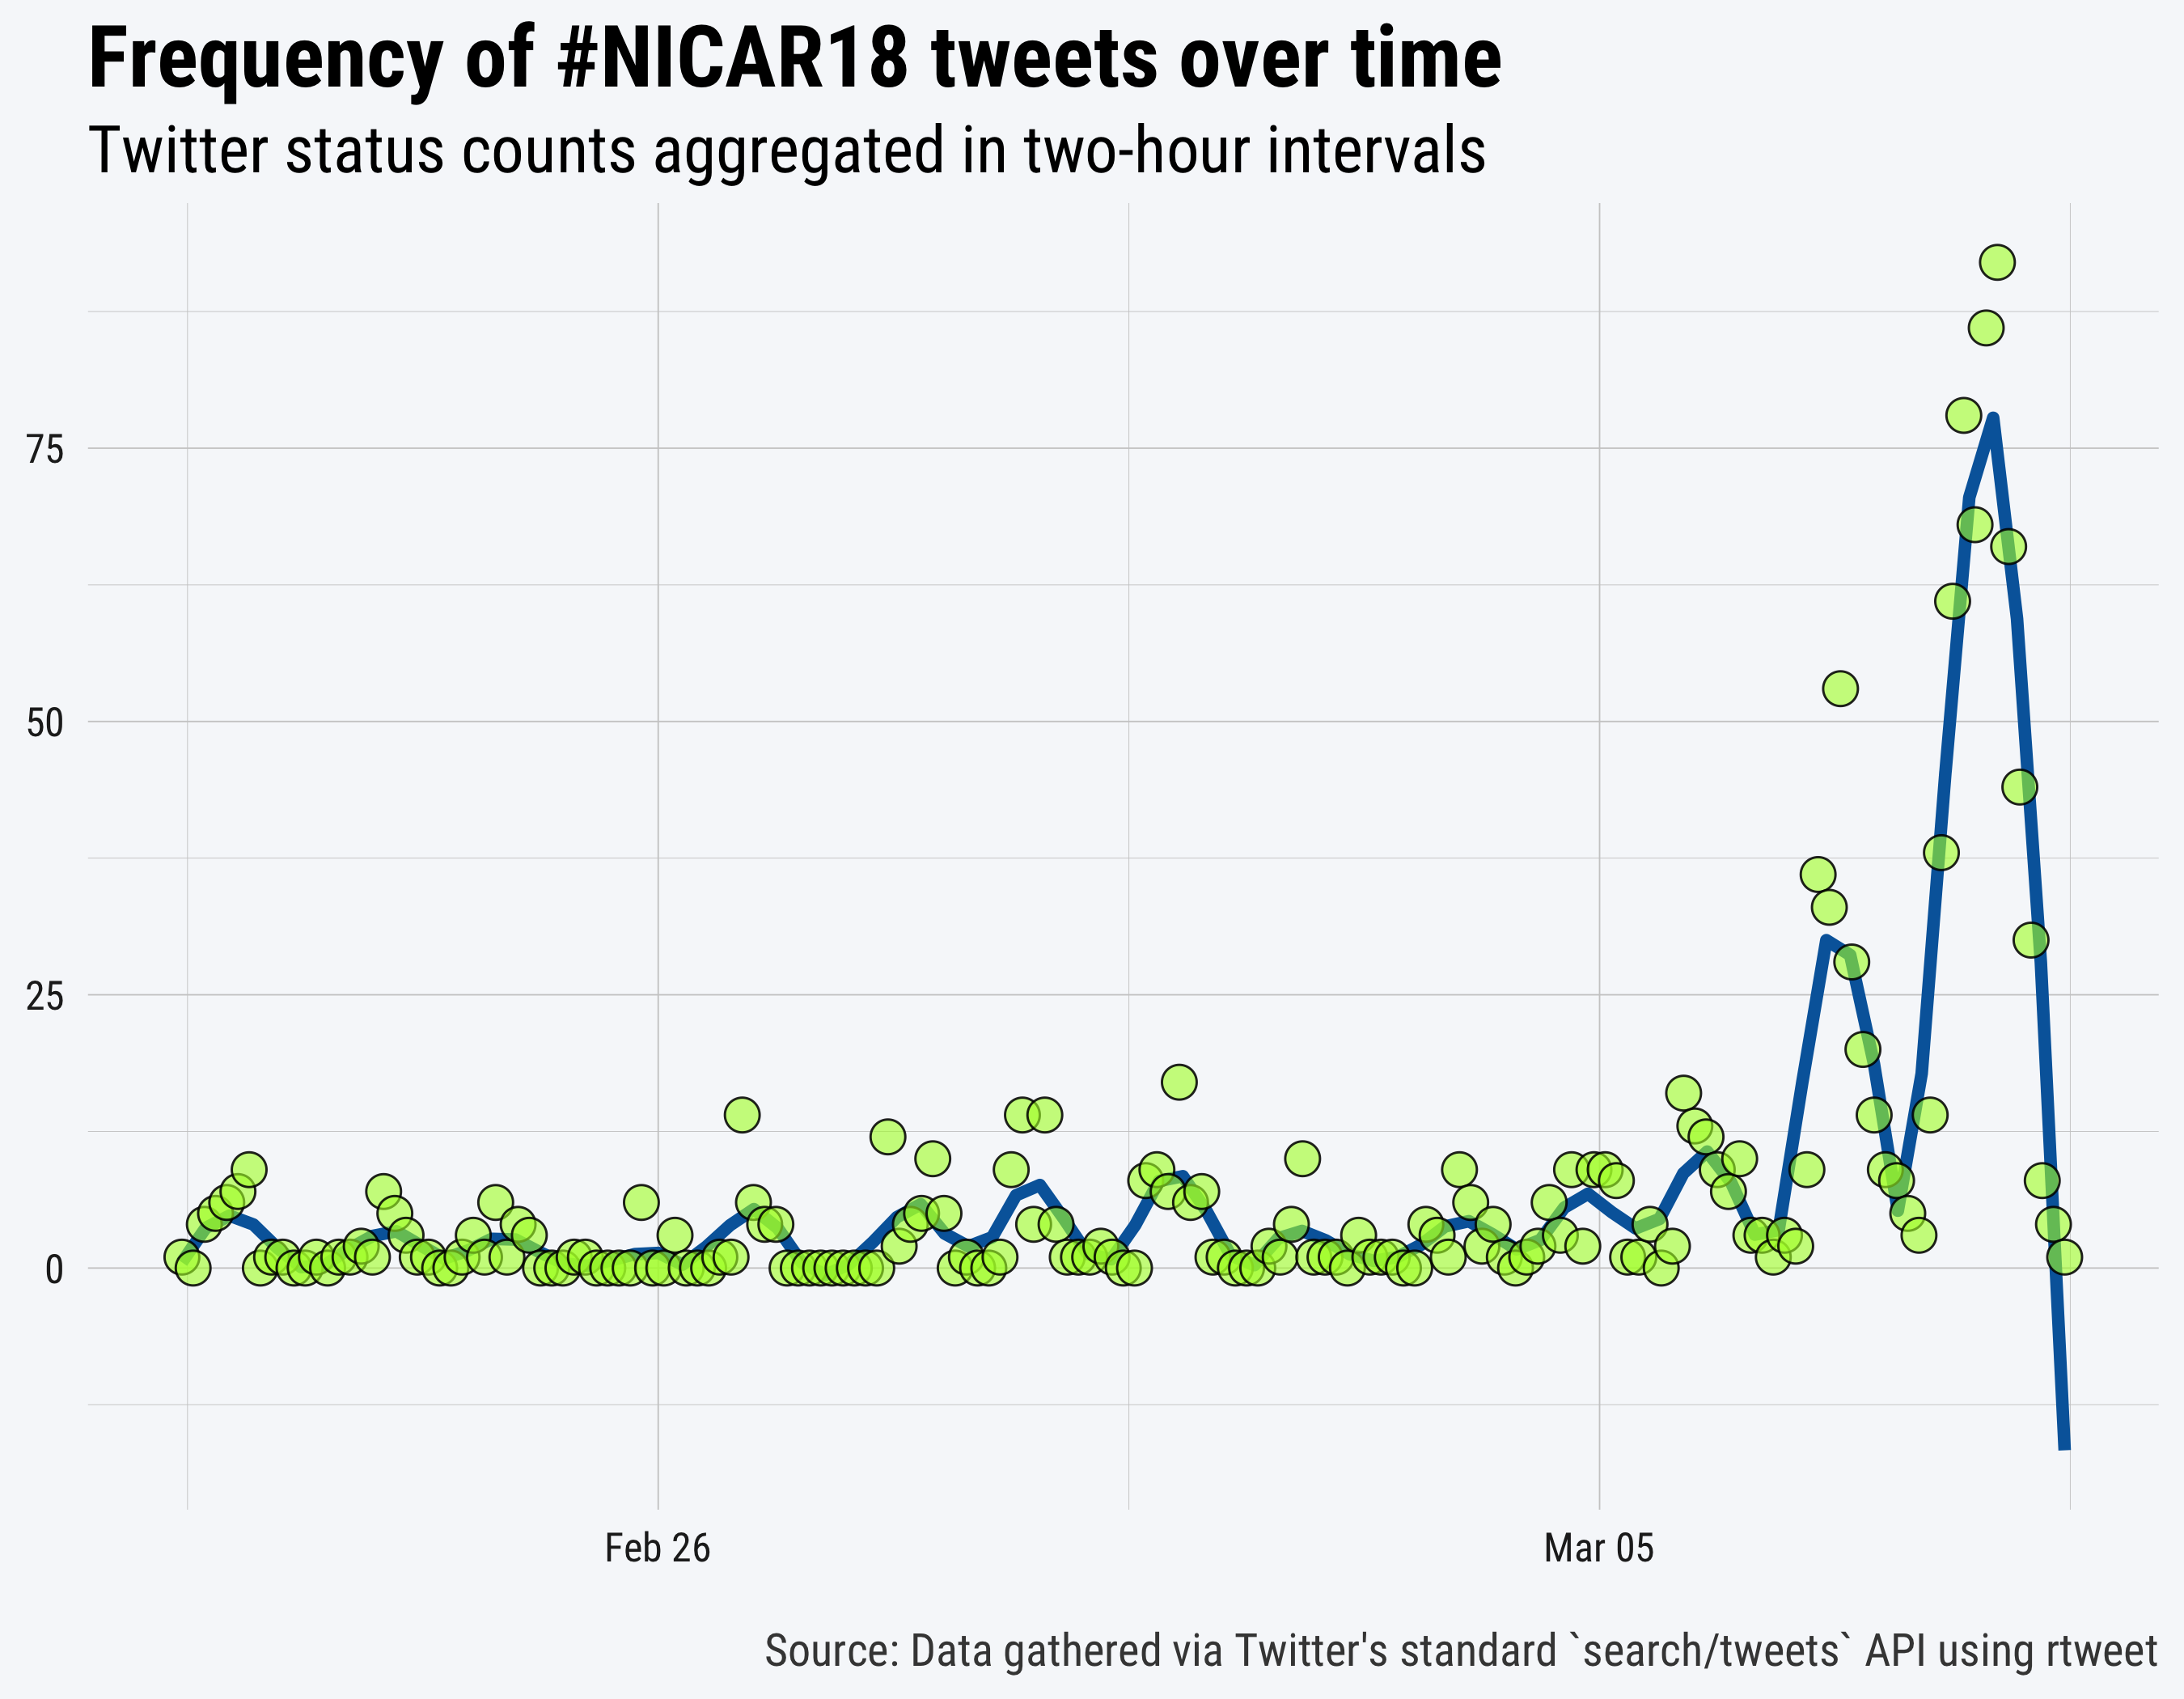 Frequency of #NICAR18 tweets over time
Twitter status counts aggregated in two-hour intervals
75
50
25
0
Feb 26 Mar 05
Source: Data gathered via Twitter's standard `search/tweets` API using rtweet